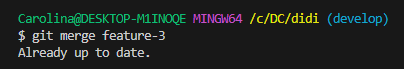 Carolina@DESKTOP-M1INOQE MINGW64 /c/DC/didi (develop)
$ git merge feature-3
Already up to date.